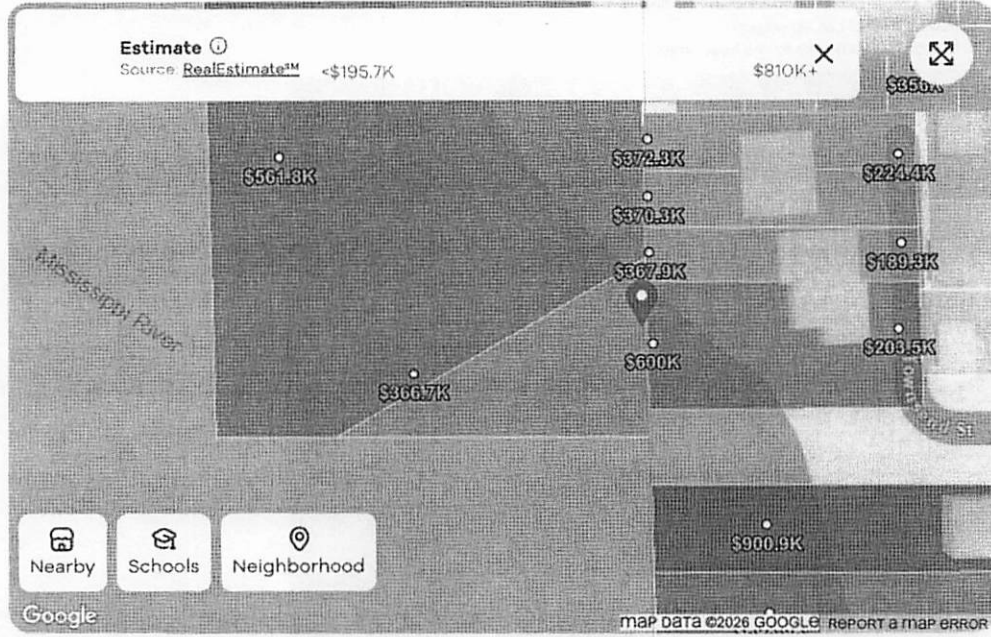 Estimate
Source: RealEstimate℠ <$195.7K $810K+
$356K
$561.8K
$372.3K
$224.4K
$370.3K
$367.9K
$189.3K
Mississippi River
$600K
$203.5K
$366.7K
Townsend St
$900.9K
Nearby
Schools
Neighborhood
Google
map data ©2026 Google Report a map error